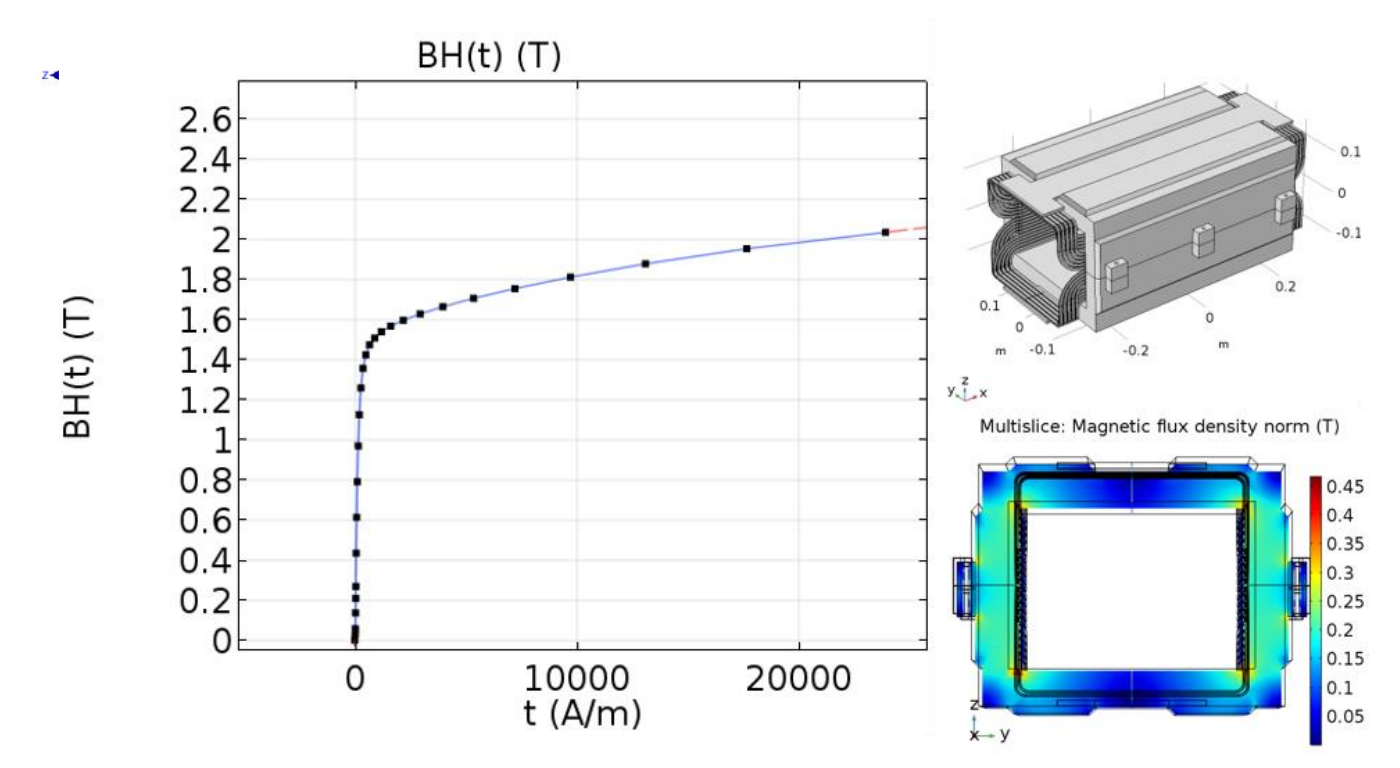 BH(t) (T)
z
BH(t) (T)
2.6
2.4
2.2
2
1.8
1.6
1.4
1.2
1
0.8
0.6
0.4
0.2
0
0 10000 20000
t (A/m)
0.1
0
-0.1
0.2
0
-0.2
m
0.1
0
-0.1
m
y z x
Multislice: Magnetic flux density norm (T)
0.45
0.4
0.35
0.3
0.25
0.2
0.15
0.1
0.05
z
x y